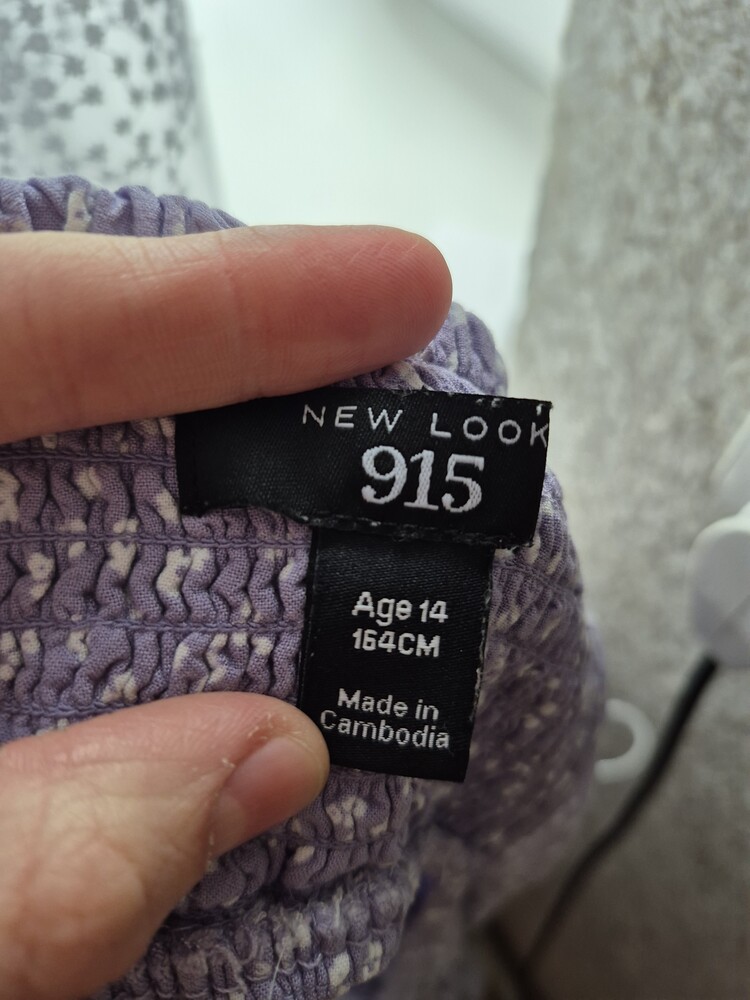 NEW LOOK
915
Age 14
164CM
Made in
Cambodia